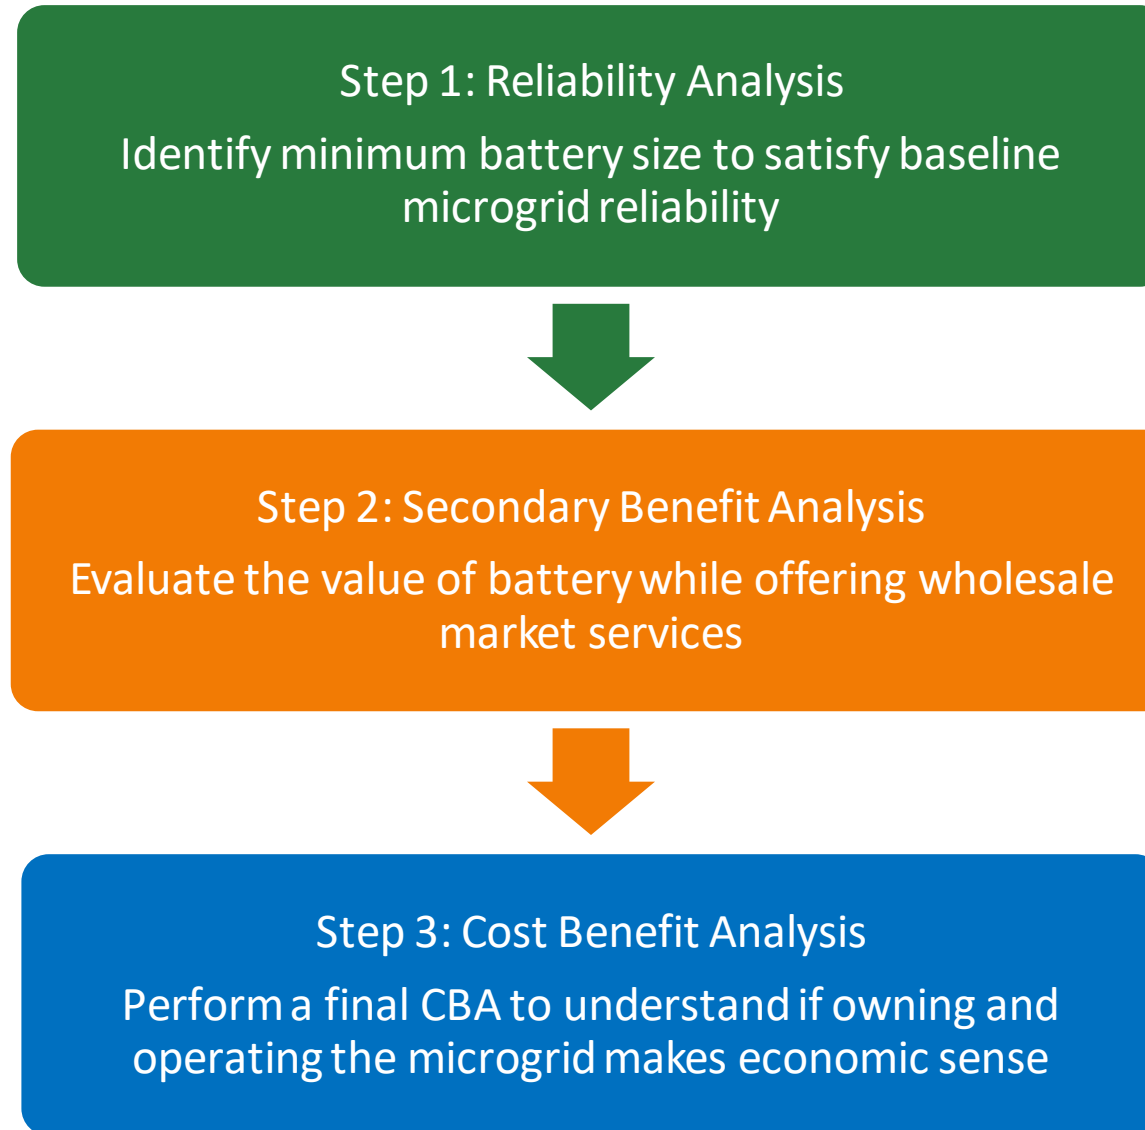 Step 1: Reliability Analysis
Identify minimum battery size to satisfy baseline
microgrid reliability
Step 2: Secondary Benefit Analysis
Evaluate the value of battery while offering wholesale
market services
Step 3: Cost Benefit Analysis
Perform a final CBA to understand if owning and
operating the microgrid makes economic sense